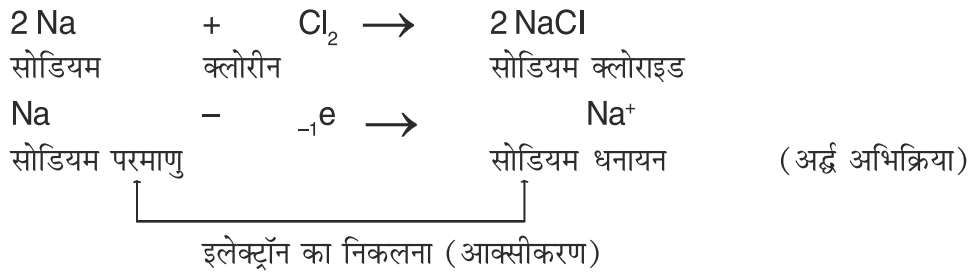 2 Na + Cl₂ → 2 NaCl
सोडियम क्लोरीन सोडियम क्लोराइड
Na – ₋₁e → Na⁺
सोडियम परमाणु सोडियम धनायन (अर्द्ध अभिक्रिया)
इलेक्ट्रॉन का निकलना (आक्सीकरण)